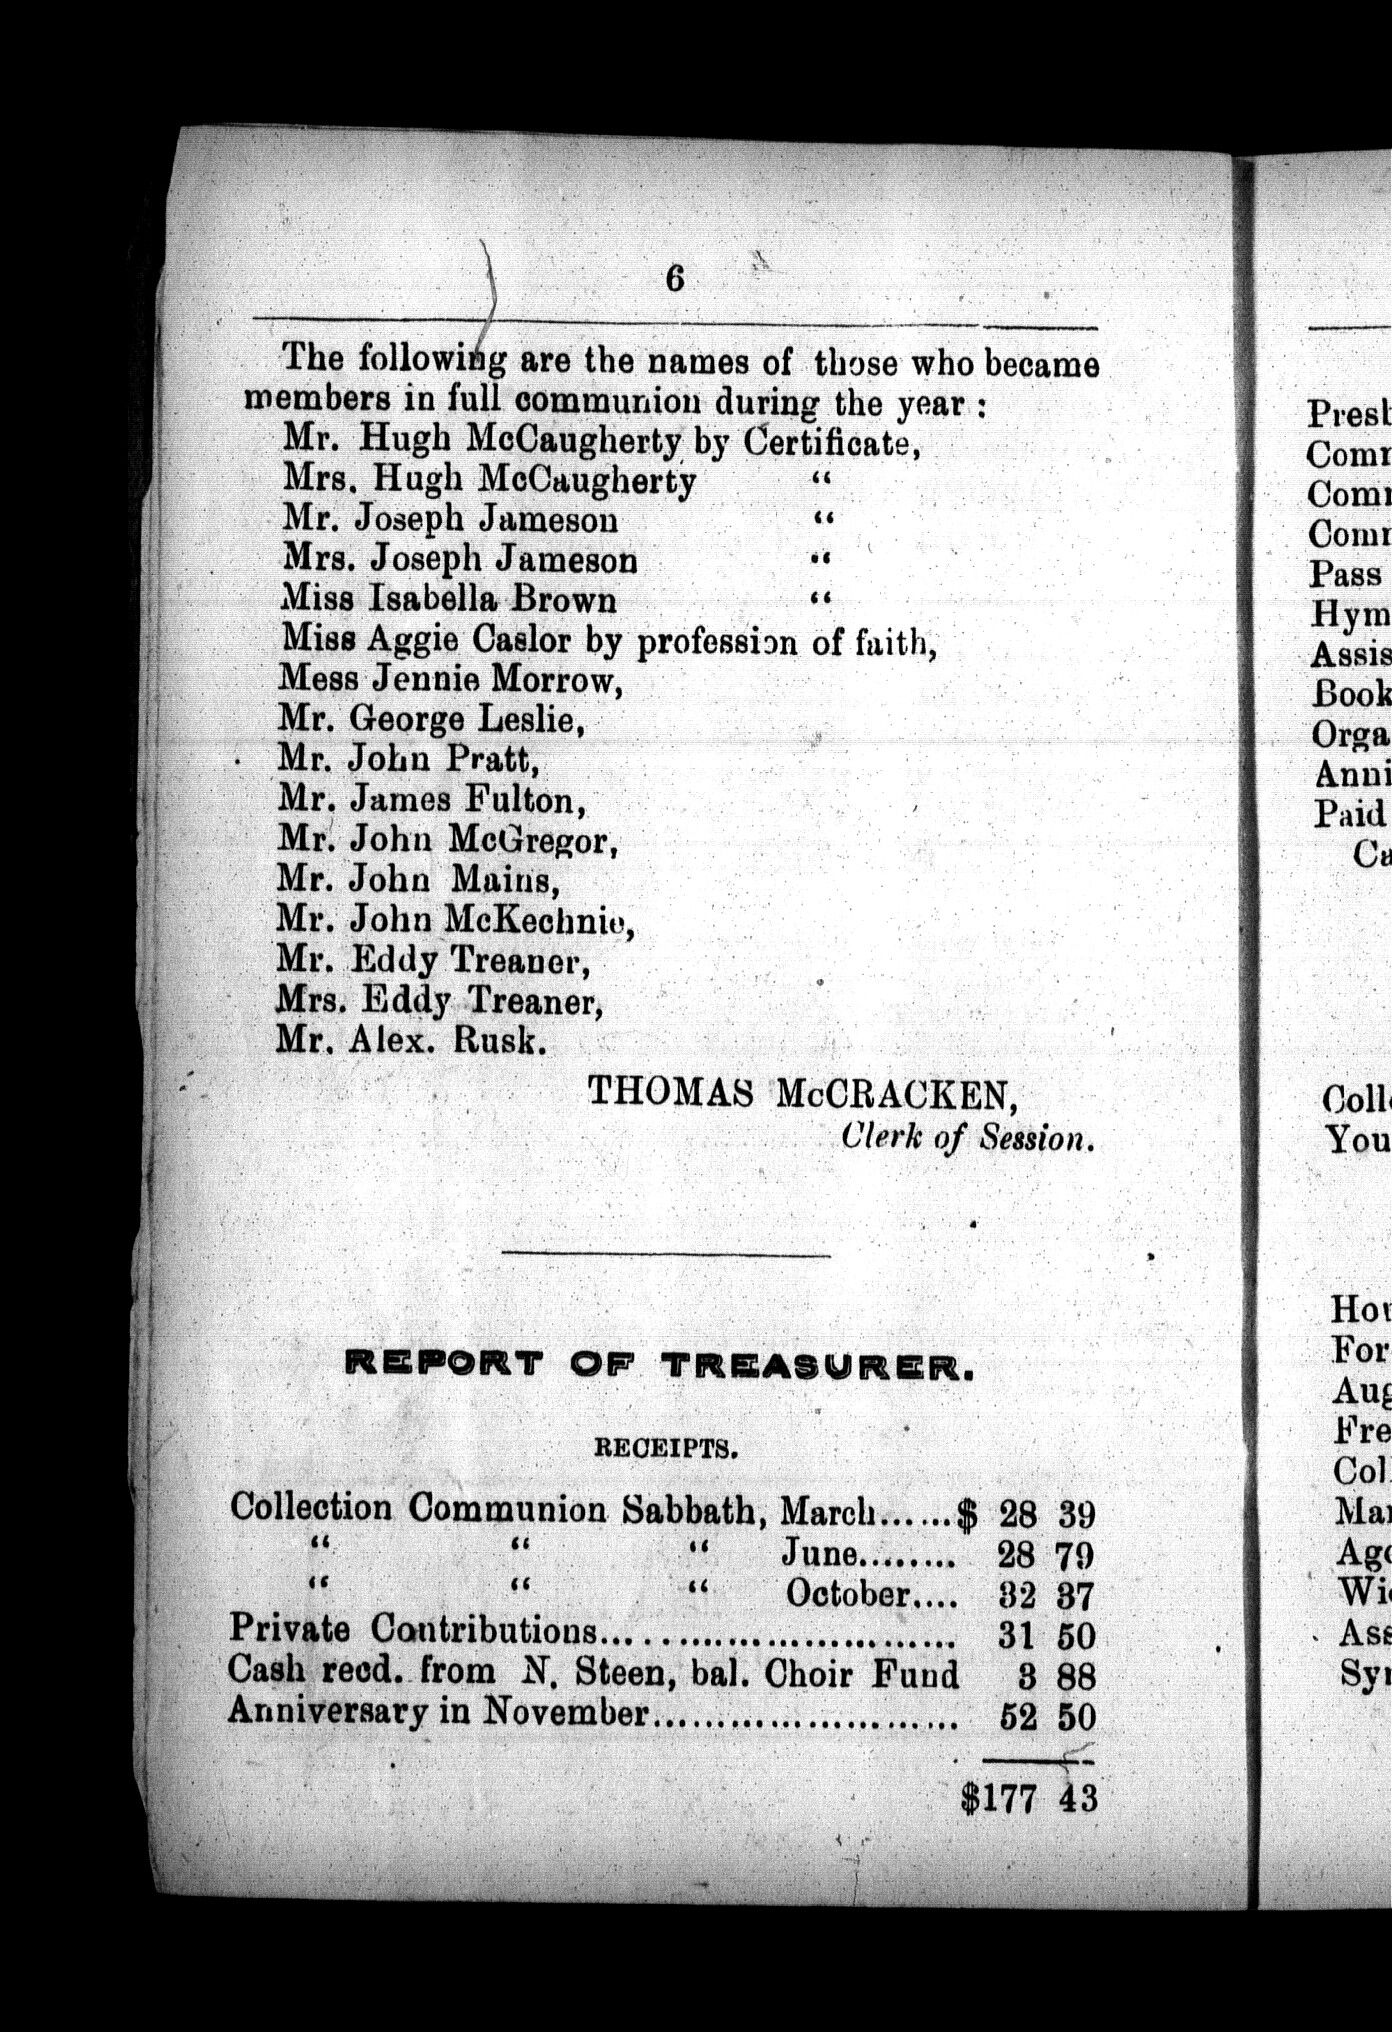 6
The following are the names of those who became
members in full communion during the year :
Mr. Hugh McCaugherty by Certificate,
Mrs. Hugh McCaugherty “
Mr. Joseph Jameson “
Mrs. Joseph Jameson “
Miss Isabella Brown “
Miss Aggie Caslor by profession of faith,
Mess Jennie Morrow,
Mr. George Leslie,
Mr. John Pratt,
Mr. James Fulton,
Mr. John McGregor,
Mr. John Mains,
Mr. John McKechnie,
Mr. Eddy Treaner,
Mrs. Eddy Treaner,
Mr. Alex. Rusk.
THOMAS McCRACKEN,
Clerk of Session.
REPORT OF TREASURER.
RECEIPTS.
Collection Communion Sabbath, March......$ 28 39
“ “ “ June........ 28 79
“ “ “ October.... 32 37
Private Contributions........................... 31 50
Cash recd. from N. Steen, bal. Choir Fund 3 88
Anniversary in November........................ 52 50
$177 43
Pass
Paid